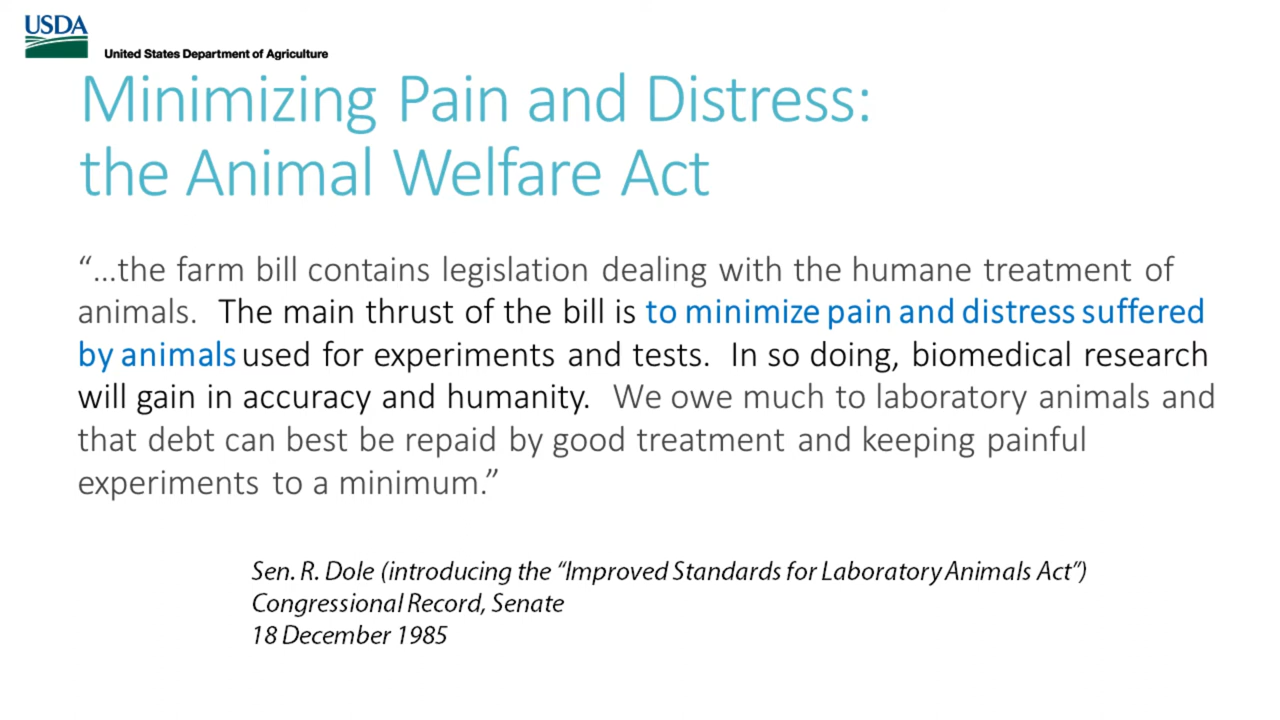 USDA
United States Department of Agriculture
Minimizing Pain and Distress:
the Animal Welfare Act
“…the farm bill contains legislation dealing with the humane treatment of
animals. The main thrust of the bill is to minimize pain and distress suffered
by animals used for experiments and tests. In so doing, biomedical research
will gain in accuracy and humanity. We owe much to laboratory animals and
that debt can best be repaid by good treatment and keeping painful
experiments to a minimum.”
Sen. R. Dole (introducing the “Improved Standards for Laboratory Animals Act”)
Congressional Record, Senate
18 December 1985